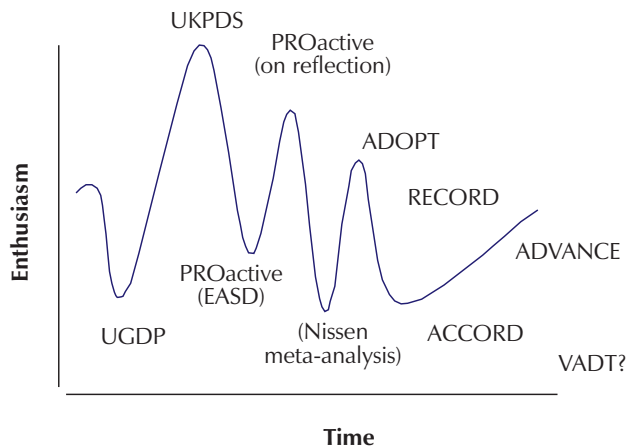 UKPDS
PROactive
(on reflection)
ADOPT
RECORD
ADVANCE
PROactive
(EASD)
UGDP
(Nissen
meta-analysis)
ACCORD
VADT?
Enthusiasm
Time